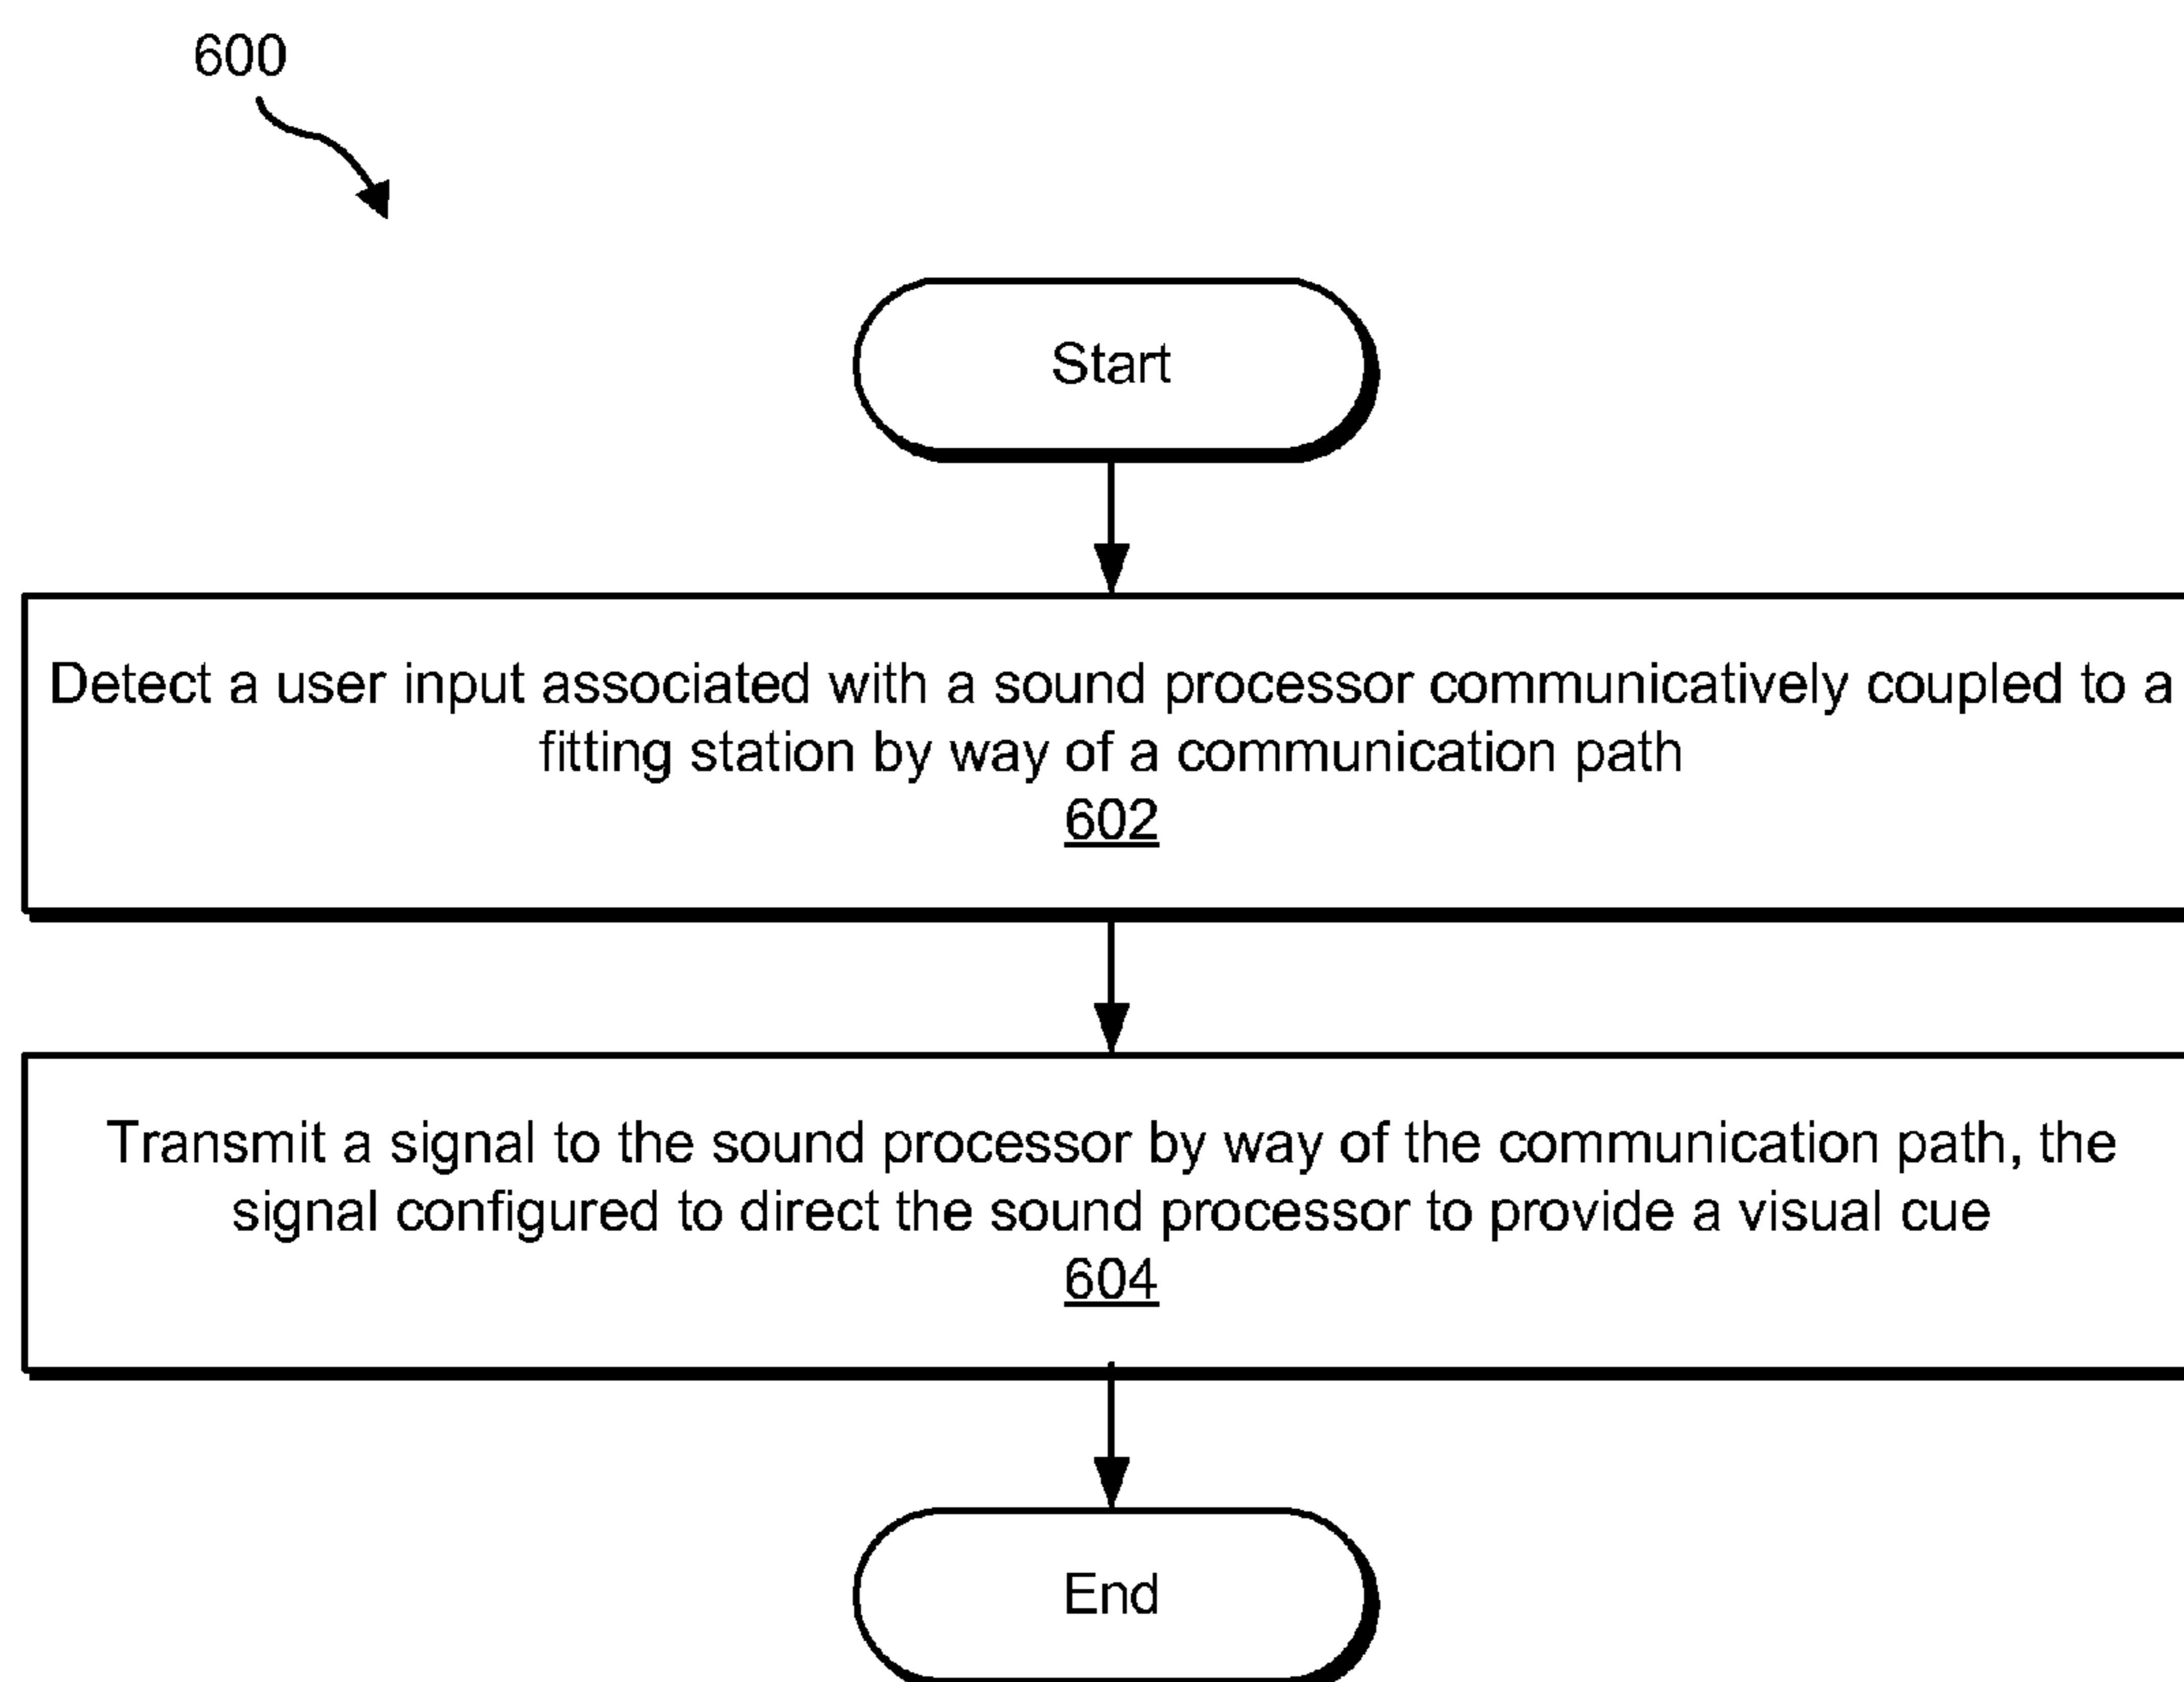 600
Start
Detect a user input associated with a sound processor communicatively coupled to a
fitting station by way of a communication path
602
Transmit a signal to the sound processor by way of the communication path, the
signal configured to direct the sound processor to provide a visual cue
604
End